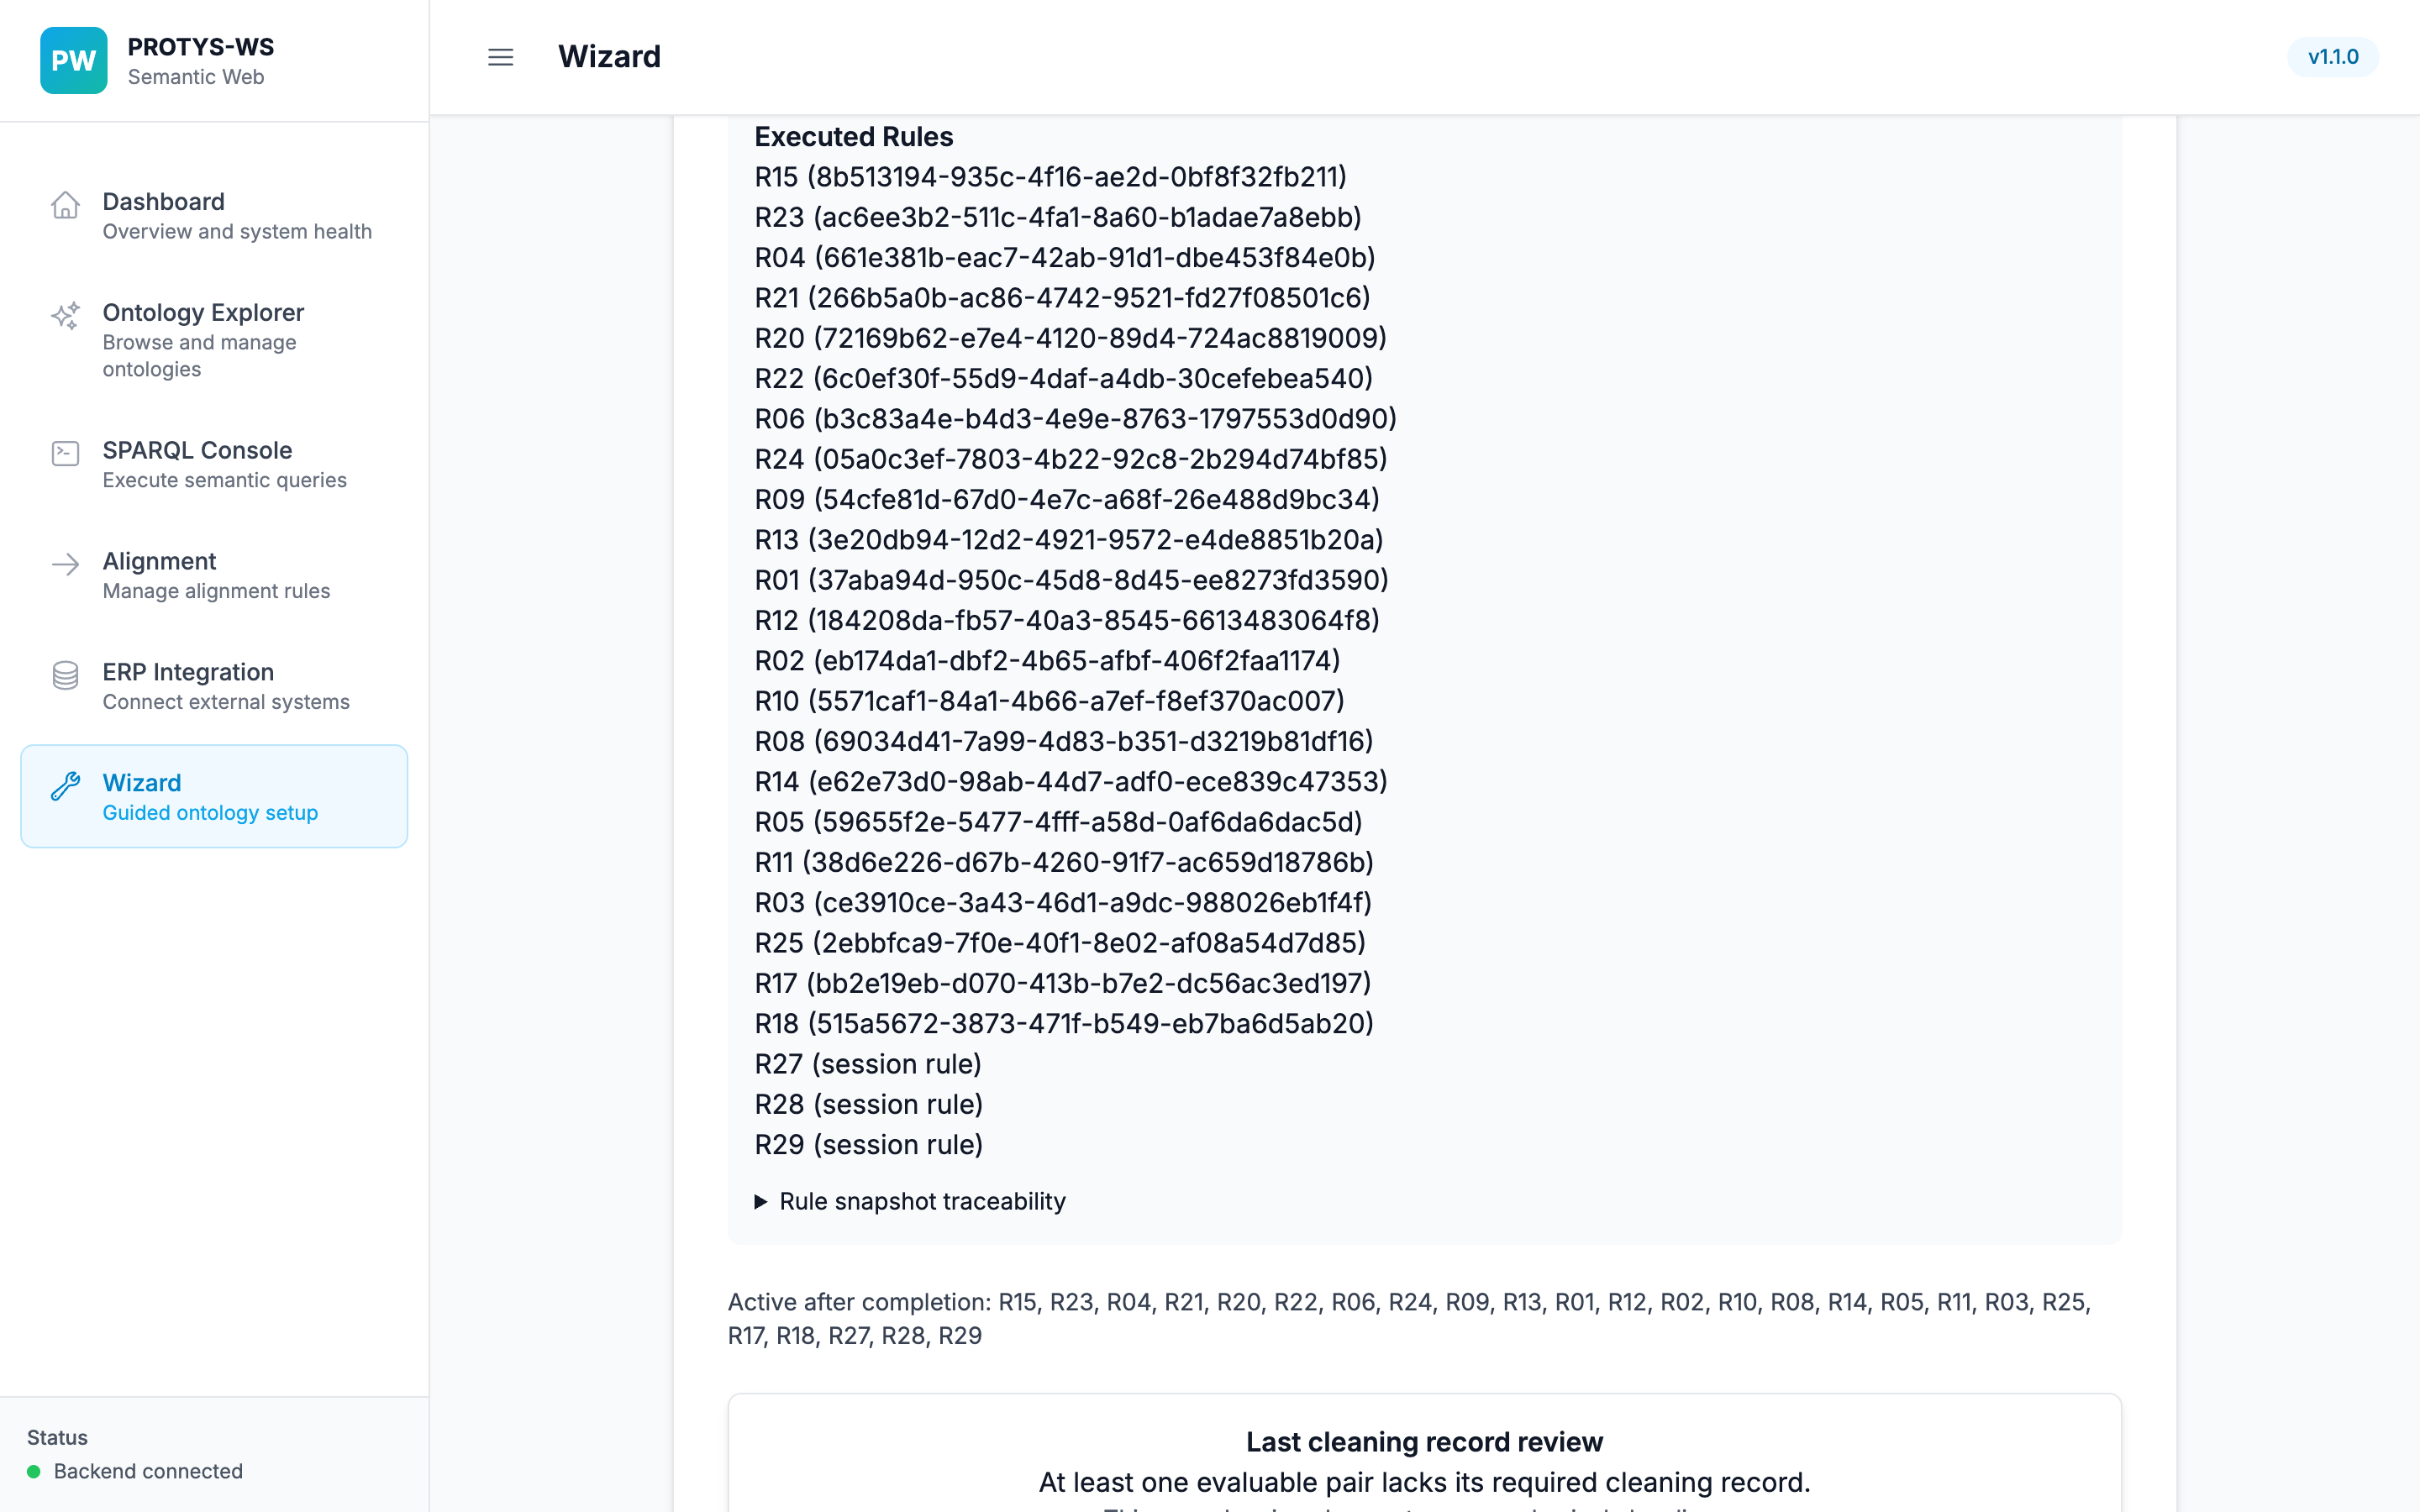 PW
PROTYS-WS
Semantic Web
Dashboard
Overview and system health
Ontology Explorer
Browse and manage
ontologies
SPARQL Console
Execute semantic queries
Alignment
Manage alignment rules
ERP Integration
Connect external systems
Wizard
Guided ontology setup
Status
Backend connected
Wizard
v1.1.0
Executed Rules
R15 (8b513194-935c-4f16-ae2d-0bf8f32fb211)
R23 (ac6ee3b2-511c-4fa1-8a60-b1adae7a8ebb)
R04 (661e381b-eac7-42ab-91d1-dbe453f84e0b)
R21 (266b5a0b-ac86-4742-9521-fd27f08501c6)
R20 (72169b62-e7e4-4120-89d4-724ac8819009)
R22 (6c0ef30f-55d9-4daf-a4db-30cefebea540)
R06 (b3c83a4e-b4d3-4e9e-8763-1797553d0d90)
R24 (05a0c3ef-7803-4b22-92c8-2b294d74bf85)
R09 (54cfe81d-67d0-4e7c-a68f-26e488d9bc34)
R13 (3e20db94-12d2-4921-9572-e4de8851b20a)
R01 (37aba94d-950c-45d8-8d45-ee8273fd3590)
R12 (184208da-fb57-40a3-8545-6613483064f8)
R02 (eb174da1-dbf2-4b65-afbf-406f2faa1174)
R10 (5571caf1-84a1-4b66-a7ef-f8ef370ac007)
R08 (69034d41-7a99-4d83-b351-d3219b81df16)
R14 (e62e73d0-98ab-44d7-adf0-ece839c47353)
R05 (59655f2e-5477-4fff-a58d-0af6da6dac5d)
R11 (38d6e226-d67b-4260-91f7-ac659d18786b)
R03 (ce3910ce-3a43-46d1-a9dc-988026eb1f4f)
R25 (2ebbfca9-7f0e-40f1-8e02-af08a54d7d85)
R17 (bb2e19eb-d070-413b-b7e2-dc56ac3ed197)
R18 (515a5672-3873-471f-b549-eb7ba6d5ab20)
R27 (session rule)
R28 (session rule)
R29 (session rule)
Rule snapshot traceability
Active after completion: R15, R23, R04, R21, R20, R22, R06, R24, R09, R13, R01, R12, R02, R10, R08, R14, R05, R11, R03, R25,
R17, R18, R27, R28, R29
Last cleaning record review
At least one evaluable pair lacks its required cleaning record.